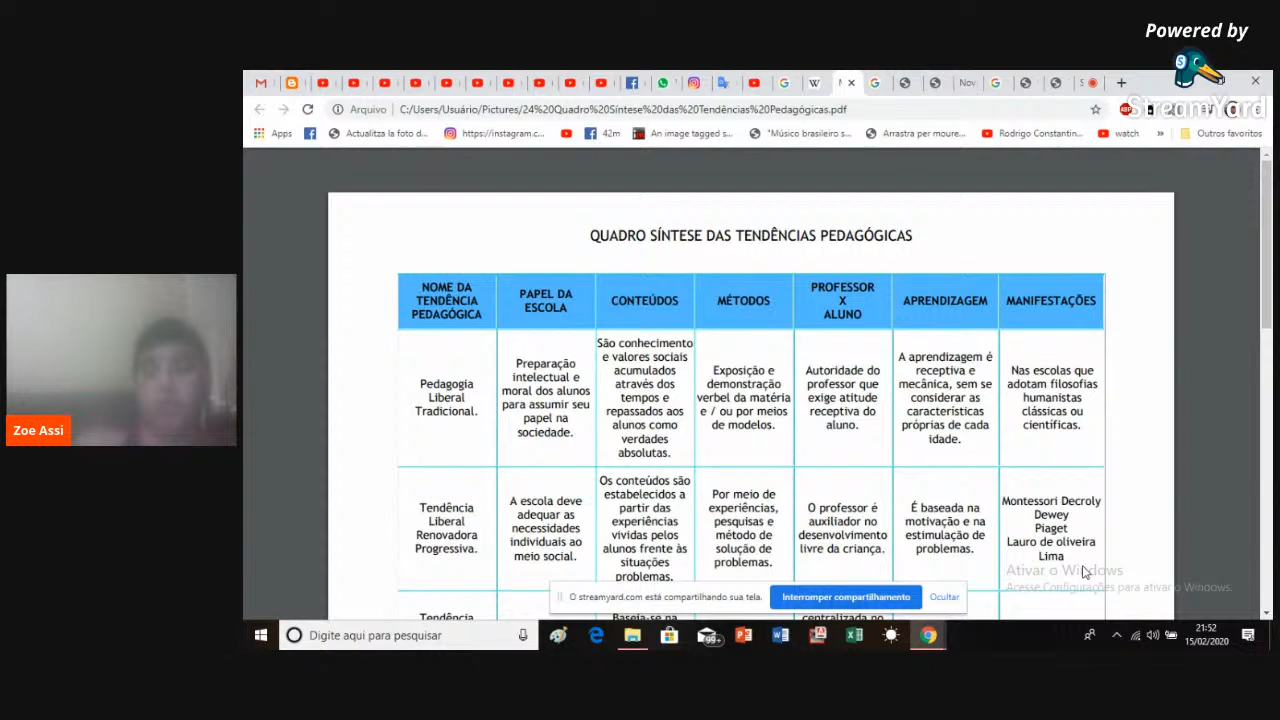 Powered by
StreamYard
Arquivo
C:/Users/Usuário/Pictures/24%20Quadro%20Síntese%20das%20Tendências%20Pedagógicas.pdf
Nov
Apps
Actualitza la foto d...
https://instagram.c...
42m
An image tagged s...
"Músico brasileiro s...
Arrastra per moure...
Rodrigo Constantin...
watch
»
Outros favoritos
QUADRO SÍNTESE DAS TENDÊNCIAS PEDAGÓGICAS
NOME DA
TENDÊNCIA
PEDAGÓGICA
PAPEL DA
ESCOLA
CONTEÚDOS
MÉTODOS
PROFESSOR
X
ALUNO
APRENDIZAGEM
MANIFESTAÇÕES
Pedagogia
Liberal
Tradicional.
Preparação
intelectual e
moral dos alunos
para assumir seu
papel na
sociedade.
São conhecimento
e valores sociais
acumulados
através dos
tempos e
repassados aos
alunos como
verdades
absolutas.
Exposição e
demonstração
verbel da matéria
e / ou por meios
de modelos.
Autoridade do
professor que
exige atitude
receptiva do
aluno.
A aprendizagem é
receptiva e
mecânica, sem se
considerar as
características
próprias de cada
idade.
Nas escolas que
adotam filosofias
humanistas
clássicas ou
científicas.
Tendência
Liberal
Renovadora
Progressiva.
A escola deve
adequar as
necessidades
individuais ao
meio social.
Os conteúdos são
estabelecidos a
partir das
experiências
vividas pelos
alunos frente às
situações
problemas.
Por meio de
experiências,
pesquisas e
método de
solução de
problemas.
O professor é
auxiliador no
desenvolvimento
livre da criança.
É baseada na
motivação e na
estimulação de
problemas.
Montessori Decroly
Dewey
Piaget
Lauro de oliveira
Lima
Tendência
Baseia-se na
centralizada no
Ativar o Windows
Acesse Configurações para ativar o Windows.
O streamyard.com está compartilhando sua tela.
Interromper compartilhamento
Ocultar
Zoe Assi
Digite aqui para pesquisar
99+
21:52
15/02/2020